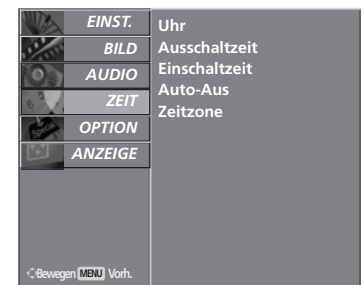 EINST.
BILD
AUDIO
ZEIT
OPTION
ANZEIGE
Uhr
Ausschaltzeit
Einschaltzeit
Auto-Aus
Zeitzone
Bewegen MENU Vorh.